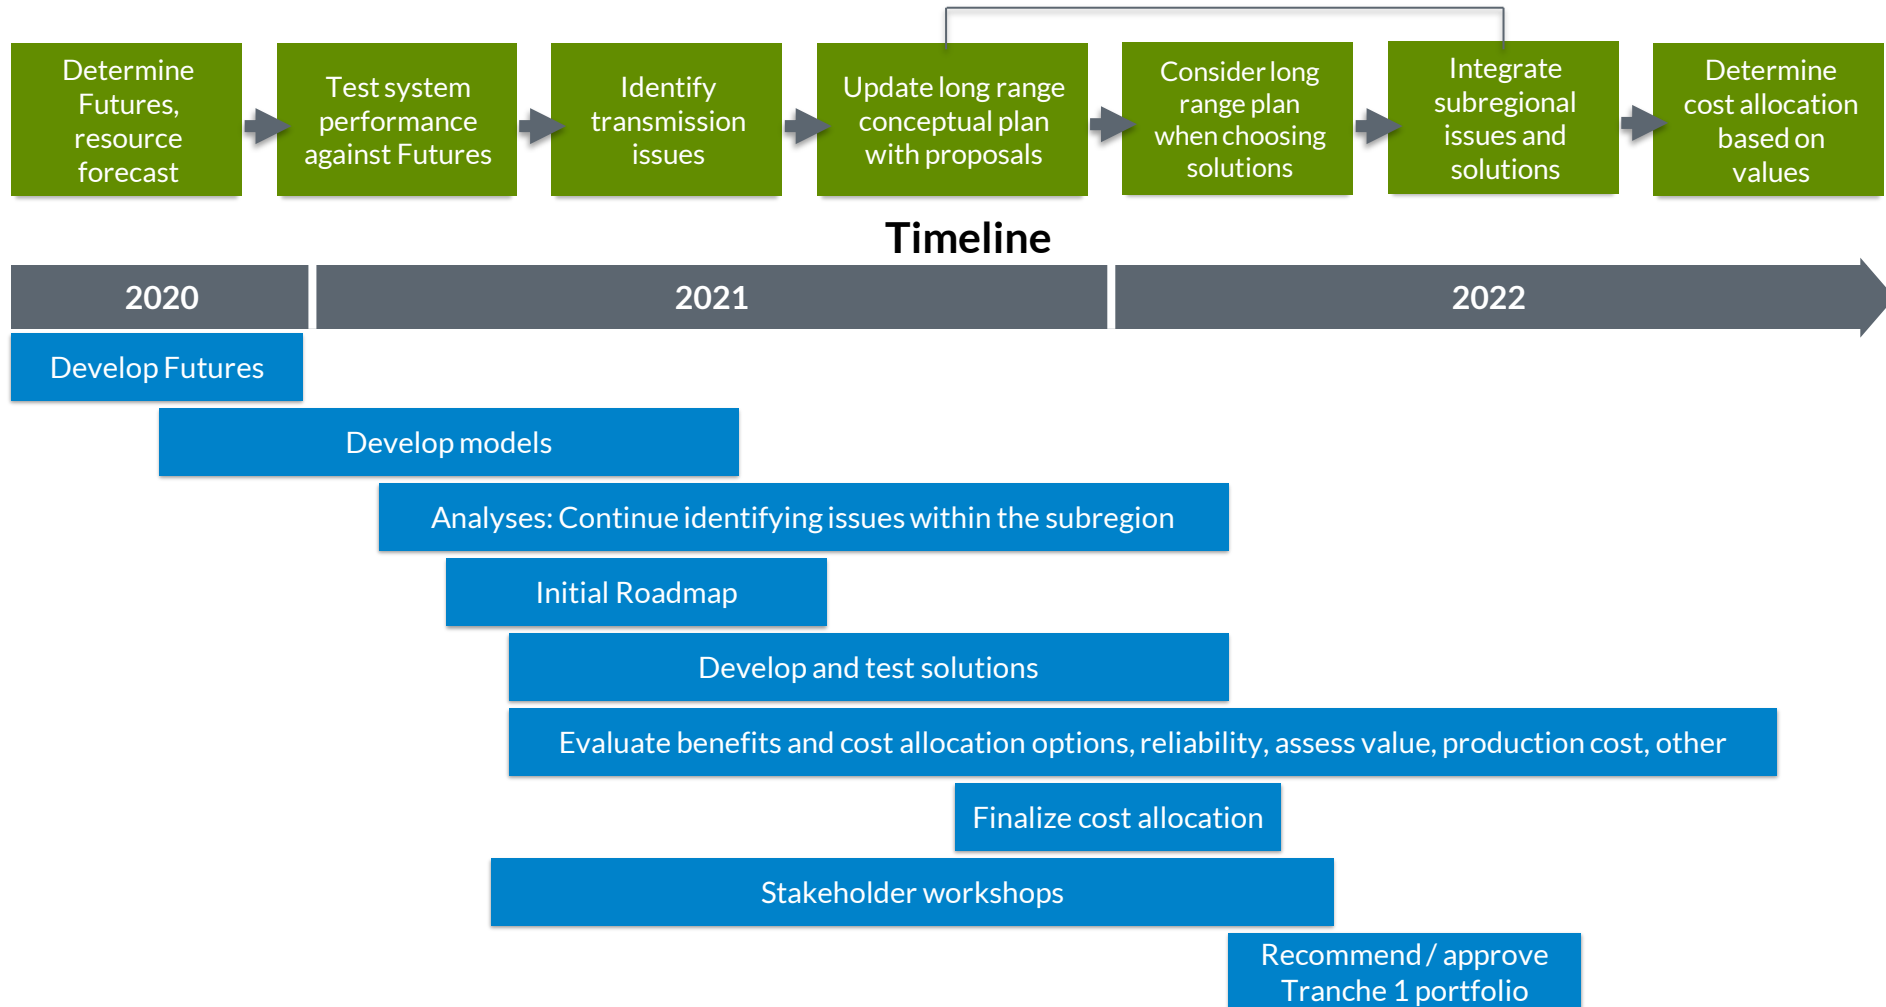 Determine
Futures,
resource
forecast
Test system
performance
against Futures
Identify
transmission
issues
Update long range
conceptual plan
with proposals
Consider long
range plan
when choosing
solutions
Integrate
subregional
issues and
solutions
Determine
cost allocation
based on
values
Timeline
2020
2021
2022
Develop Futures
Develop models
Analyses: Continue identifying issues within the subregion
Initial Roadmap
Develop and test solutions
Evaluate benefits and cost allocation options, reliability, assess value, production cost, other
Finalize cost allocation
Stakeholder workshops
Recommend / approve
Tranche 1 portfolio